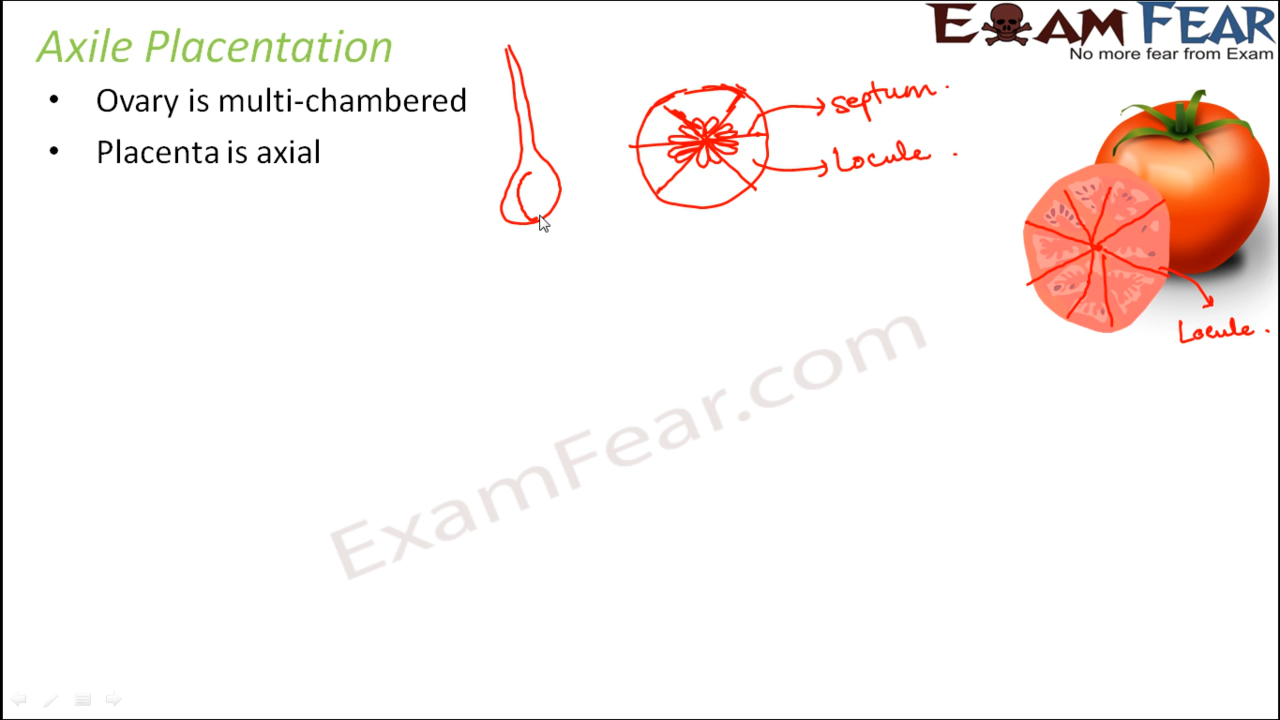 Axile Placentation
EXAM FEAR
No more fear from Exam
• Ovary is multi-chambered
• Placenta is axial
Septum.
Locule.
Locule.
ExamFear.com